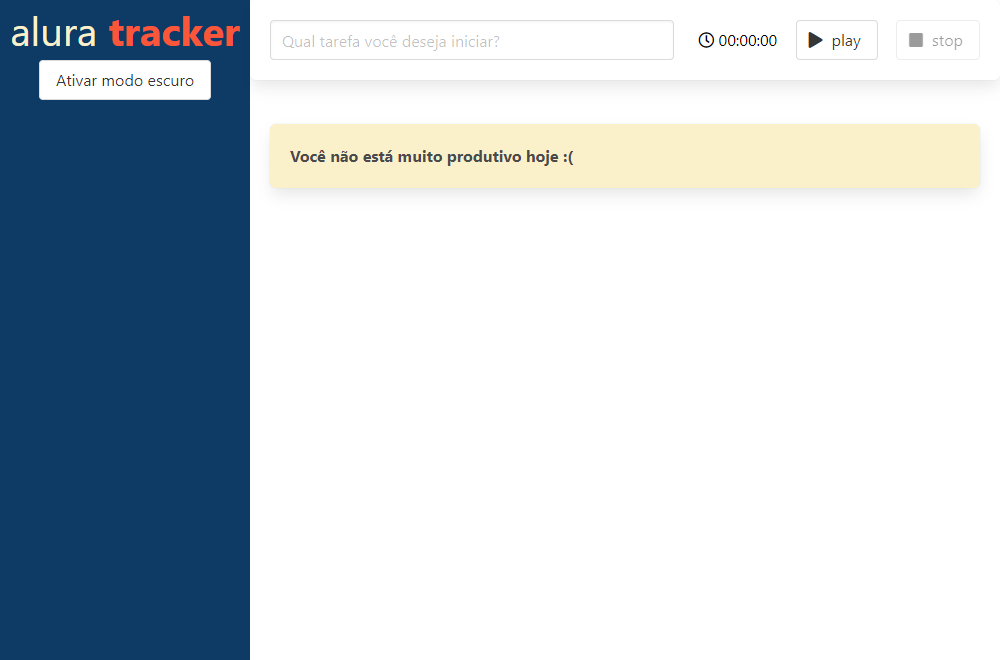 alura tracker
Ativar modo escuro
Qual tarefa você deseja iniciar?
00:00:00
play
stop
Você não está muito produtivo hoje :(